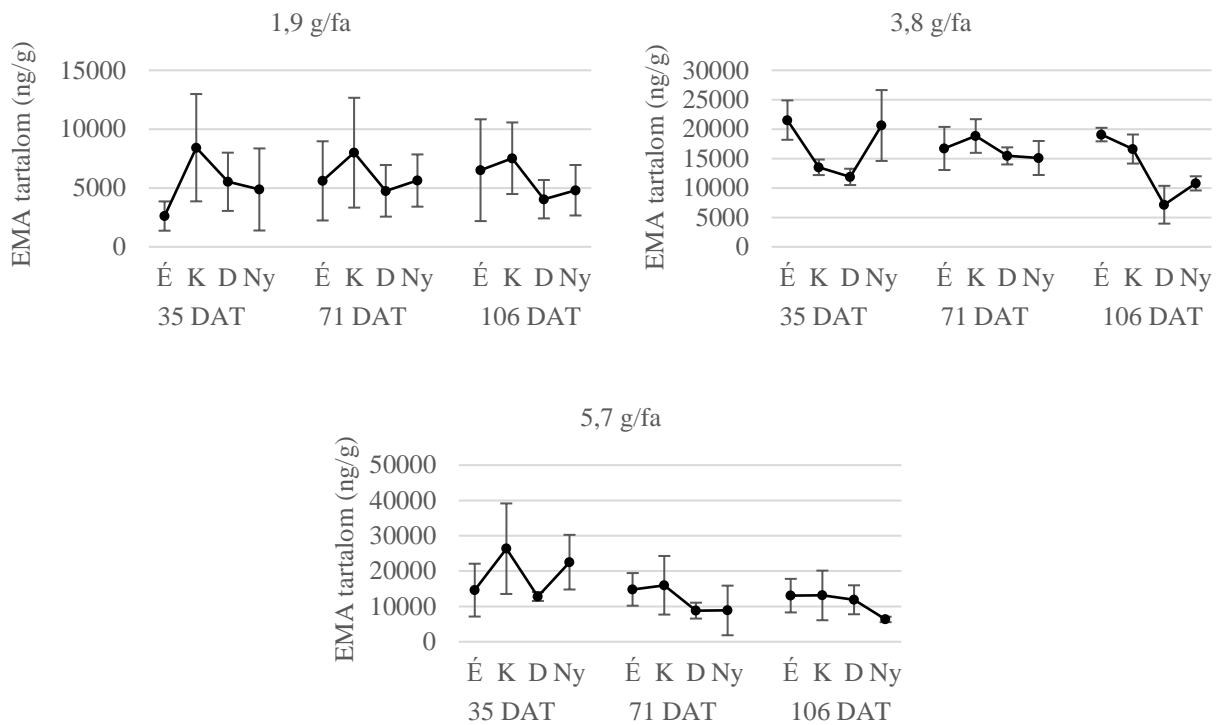 1,9 g/fa
EMA tartalom (ng/g)
15000
10000
5000
0
É K D Ny É K D Ny É K D Ny
35 DAT 71 DAT 106 DAT
3,8 g/fa
EMA tartalom (ng/g)
30000
25000
20000
15000
10000
5000
0
É K D Ny É K D Ny É K D Ny
35 DAT 71 DAT 106 DAT
5,7 g/fa
EMA tartalom (ng/g)
50000
40000
30000
20000
10000
0
É K D Ny É K D Ny É K D Ny
35 DAT 71 DAT 106 DAT